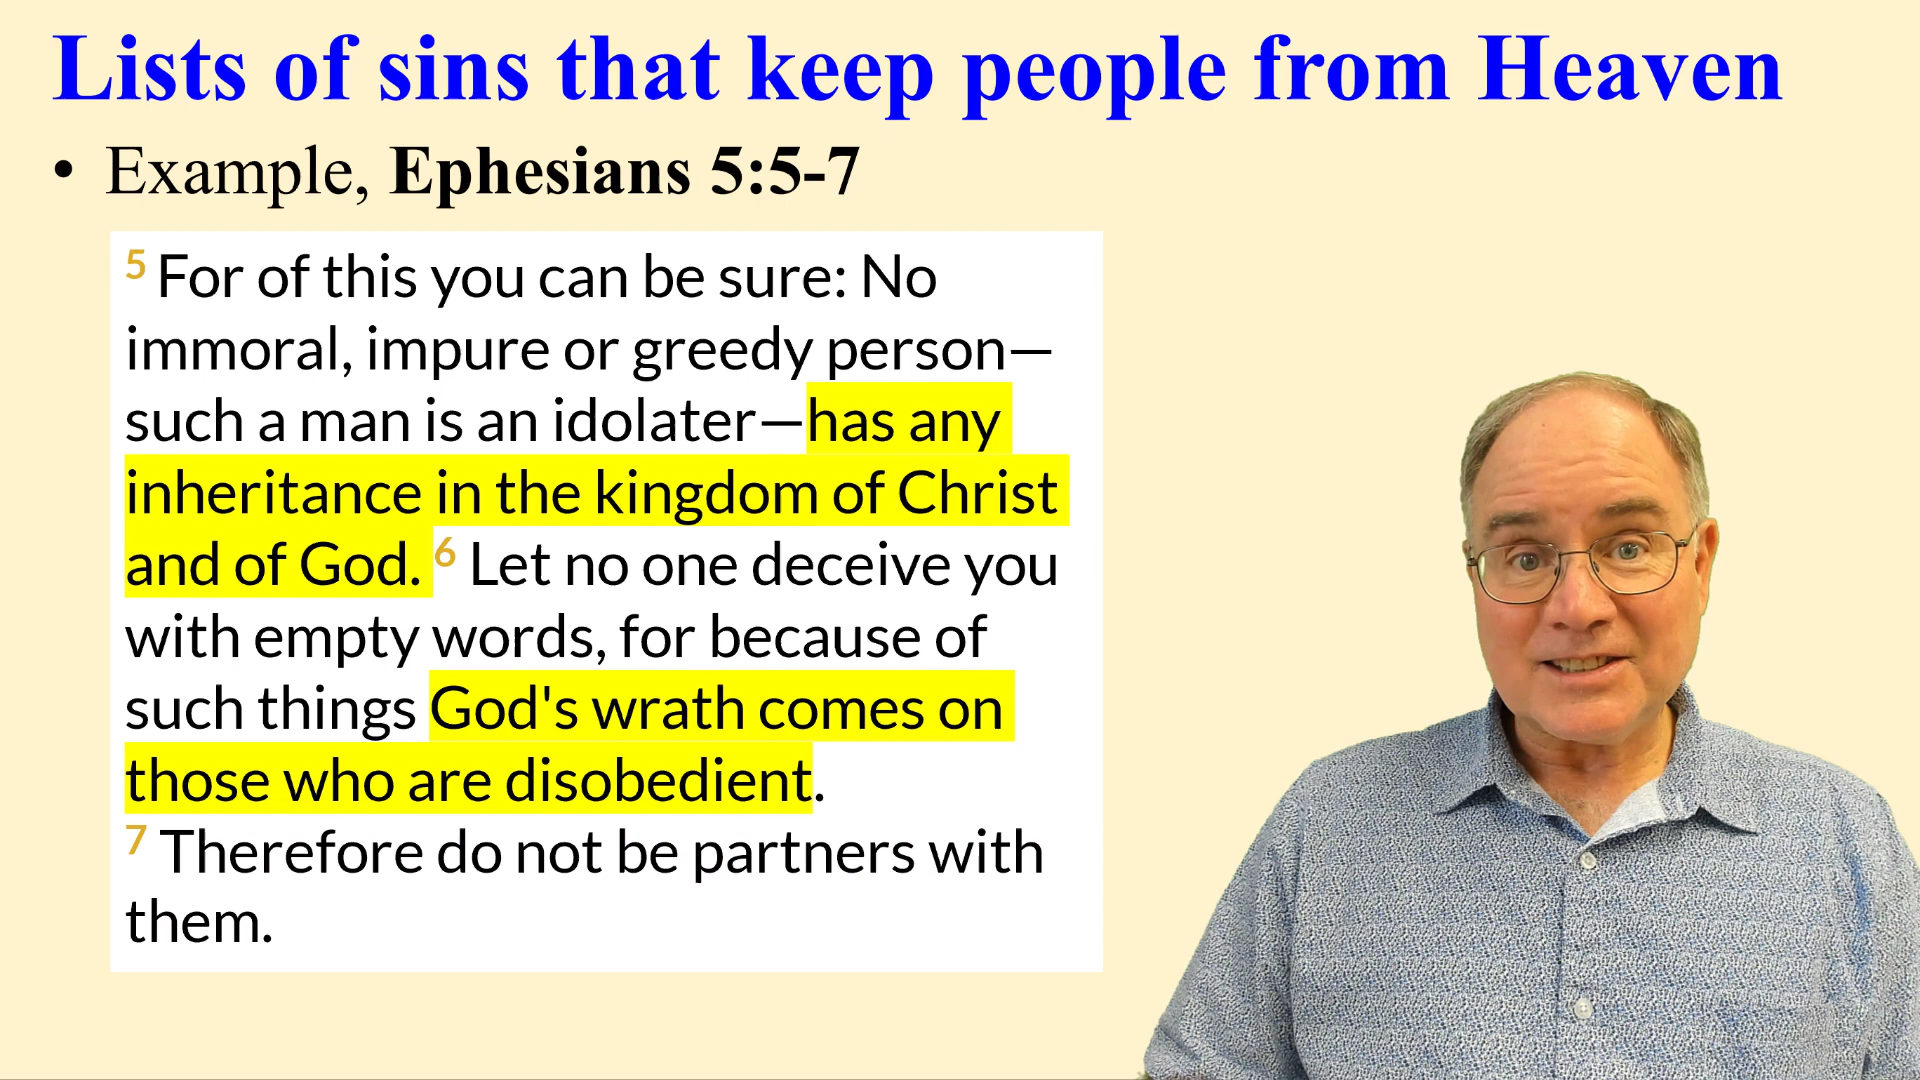 Lists of sins that keep people from Heaven
• Example, Ephesians 5:5-7
5 For of this you can be sure: No
immoral, impure or greedy person—
such a man is an idolater—has any
inheritance in the kingdom of Christ
and of God. 6 Let no one deceive you
with empty words, for because of
such things God's wrath comes on
those who are disobedient.
7 Therefore do not be partners with
them.